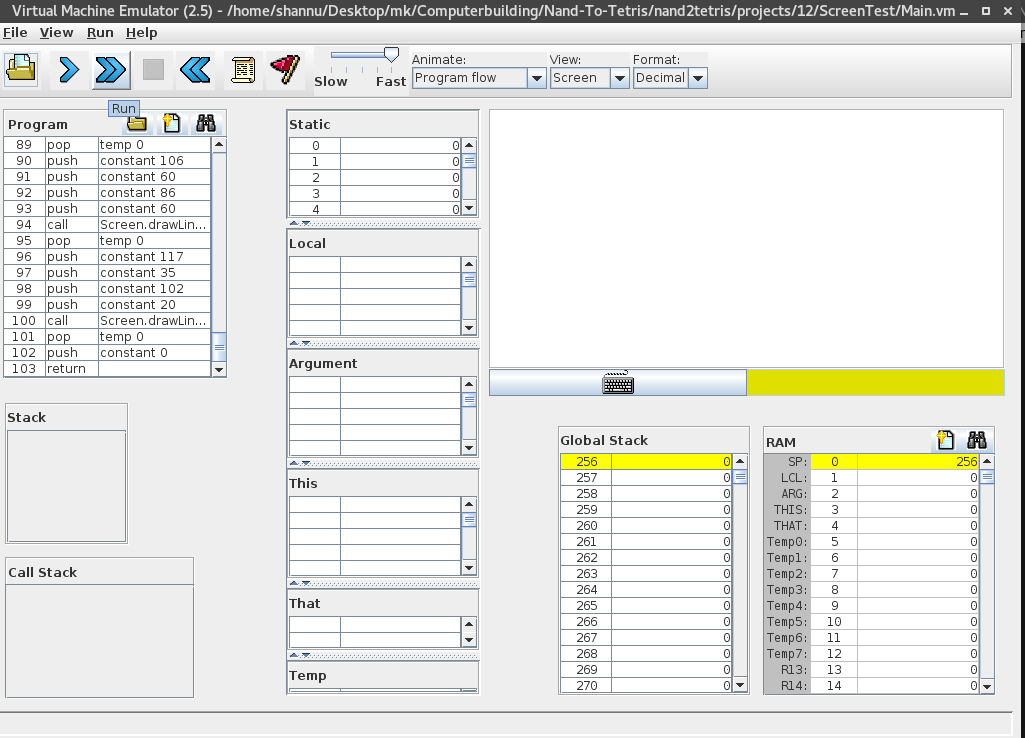 Virtual Machine Emulator (2.5) - /home/shannu/Desktop/mk/Computerbuilding/Nand-To-Tetris/nand2tetris/projects/12/ScreenTest/Main.vm
File View Run Help
Slow Fast
Animate:
Program flow
View:
Screen
Format:
Decimal
Run
Program
89 pop temp 0
90 push constant 106
91 push constant 60
92 push constant 86
93 push constant 60
94 call Screen.drawLin...
95 pop temp 0
96 push constant 117
97 push constant 35
98 push constant 102
99 push constant 20
100 call Screen.drawLin...
101 pop temp 0
102 push constant 0
103 return
Stack
Call Stack
Static
0 0
1 0
2 0
3 0
4 0
Local
Argument
This
That
Temp
Global Stack
256 0
257 0
258 0
259 0
260 0
261 0
262 0
263 0
264 0
265 0
266 0
267 0
268 0
269 0
270 0
RAM
SP: 0 256
LCL: 1 0
ARG: 2 0
THIS: 3 0
THAT: 4 0
Temp0: 5 0
Temp1: 6 0
Temp2: 7 0
Temp3: 8 0
Temp4: 9 0
Temp5: 10 0
Temp6: 11 0
Temp7: 12 0
R13: 13 0
R14: 14 0